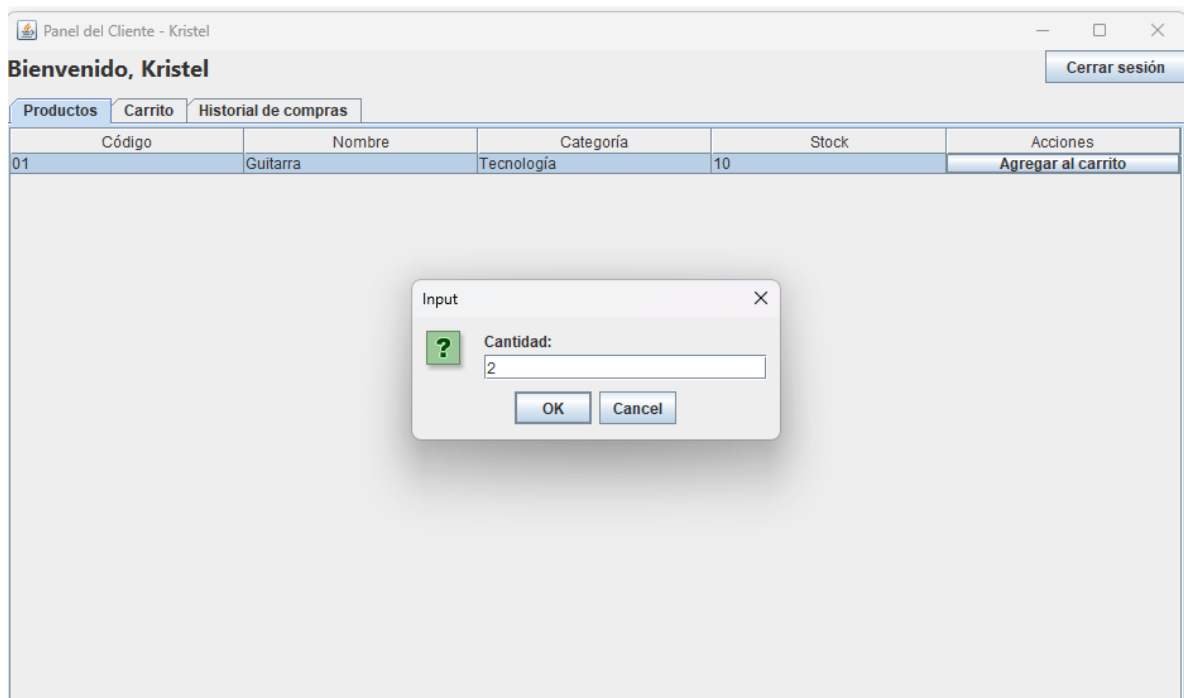 Panel del Cliente - Kristel
Bienvenido, Kristel
Cerrar sesión
Productos Carrito Historial de compras
Código Nombre Categoría Stock Acciones
01 Guitarra Tecnología 10 Agregar al carrito
Input
?
Cantidad:
2
OK Cancel